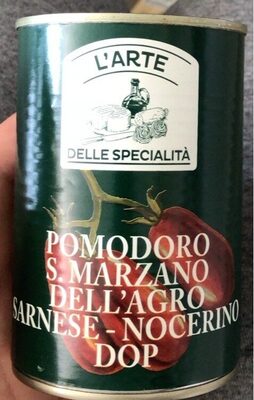 L'ARTE
DELLE SPECIALITÀ
POMODORO
S. MARZANO
DELL'AGRO
SARNESE - NOCERINO
DOP